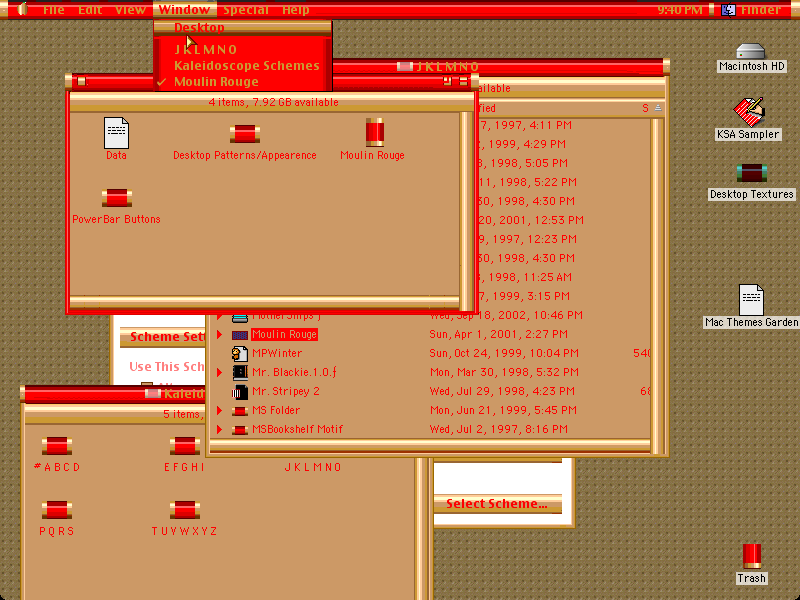 File Edit View Window Special Help 9:40 PM Finder
Desktop
JKLMNO
Kaleidoscope Schemes
Moulin Rouge
JKLMNO
4 items, 7.92 GB available
Data
Desktop Patterns/Appearence
Moulin Rouge
PowerBar Buttons
ailable
fied S
7, 1997, 4:11 PM
, 1999, 4:29 PM
, 1998, 5:05 PM
11, 1998, 5:22 PM
30, 1998, 4:30 PM
20, 2001, 12:53 PM
9, 1997, 12:23 PM
30, 1998, 4:30 PM
, 1998, 11:25 AM
7, 1999, 3:15 PM
Motherships ƒ Wed, Sep 18, 2002, 10:46 PM
Moulin Rouge Sun, Apr 1, 2001, 2:27 PM
MPWinter Sun, Oct 24, 1999, 10:04 PM 540
Mr. Blackie.1.0.ƒ Mon, Mar 30, 1998, 5:32 PM
Mr. Stripey 2 Wed, Jul 29, 1998, 4:23 PM 68
MS Folder Mon, Jun 21, 1999, 5:45 PM
MSBookshelf Motif Wed, Jul 2, 1997, 8:16 PM
Scheme Sett
Use This Sch
Kaleid
5 items,
#ABCD
EFGHI
JKLMNO
PQRS
TUYWXYZ
Select Scheme...
Macintosh HD
KSA Sampler
Desktop Textures
Mac Themes Garden
Trash